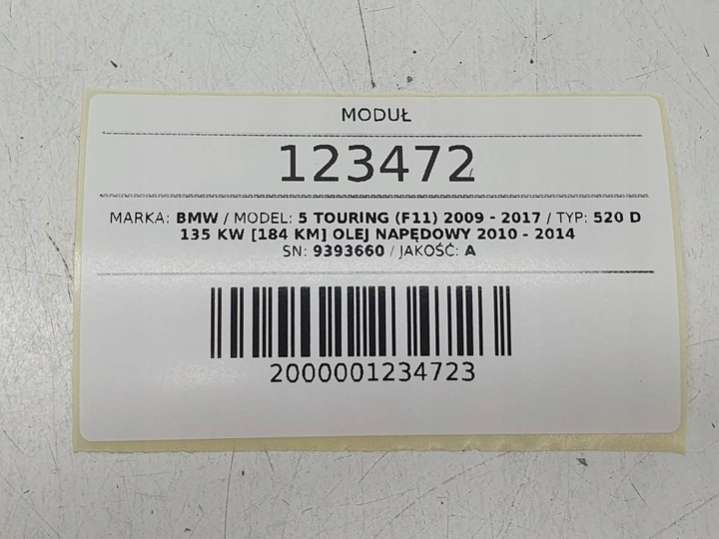 MODUŁ
123472
MARKA: BMW / MODEL: 5 TOURING (F11) 2009 - 2017 / TYP: 520 D
135 KW [184 KM] OLEJ NAPĘDOWY 2010 - 2014
SN: 9393660 / JAKOŚĆ: A
2000001234723